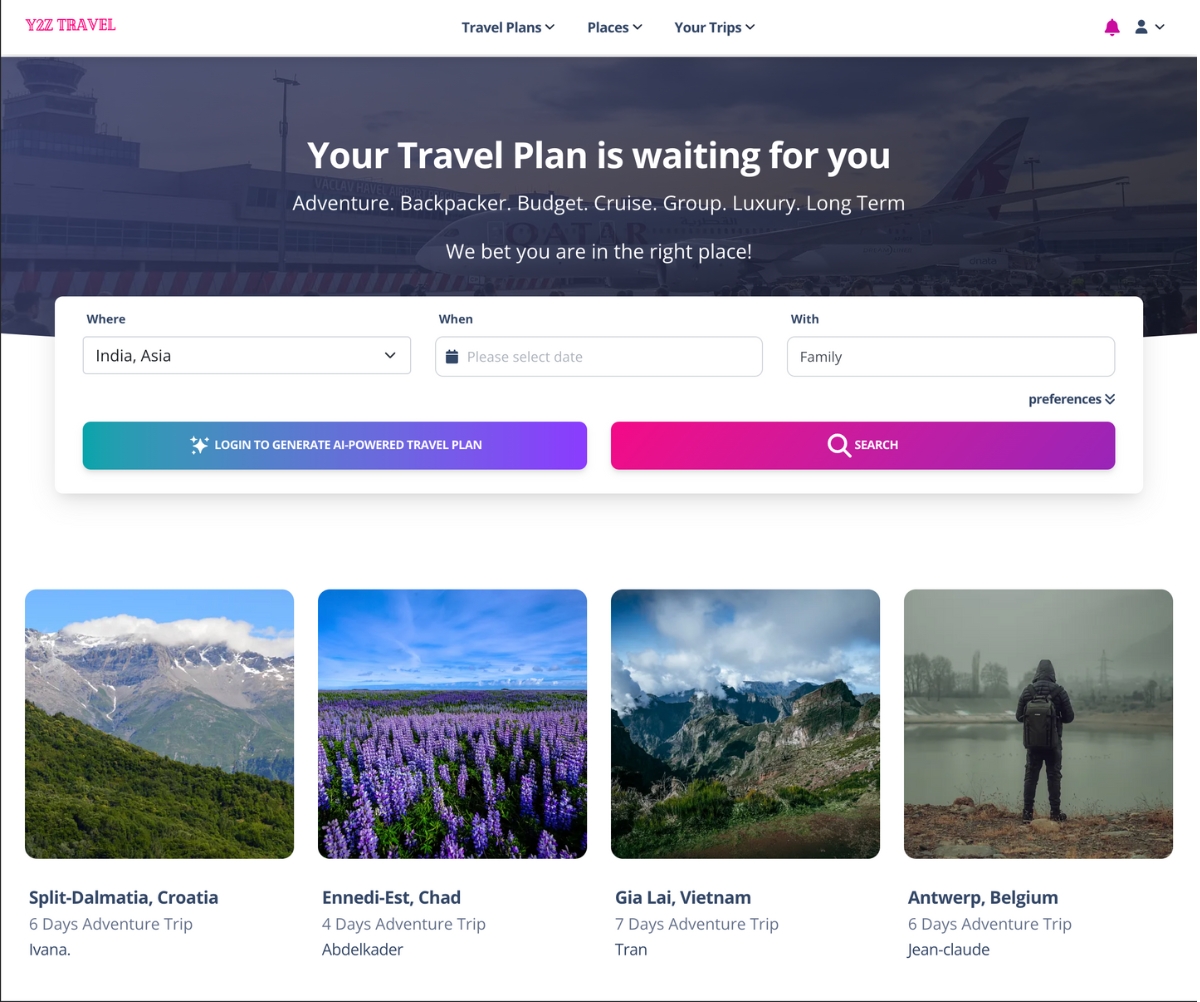 Y2Z TRAVEL
Travel Plans
Places
Your Trips
VACLAV HAVEL AIRPORT
Your Travel Plan is waiting for you
Adventure. Backpacker. Budget. Cruise. Group. Luxury. Long Term
QATAR
We bet you are in the right place!
Where
When
With
India, Asia
Please select date
Family
preferences
LOGIN TO GENERATE AI-POWERED TRAVEL PLAN
SEARCH
Split-Dalmatia, Croatia
6 Days Adventure Trip
Ivana.
Ennedi-Est, Chad
4 Days Adventure Trip
Abdelkader
Gia Lai, Vietnam
7 Days Adventure Trip
Tran
Antwerp, Belgium
6 Days Adventure Trip
Jean-claude